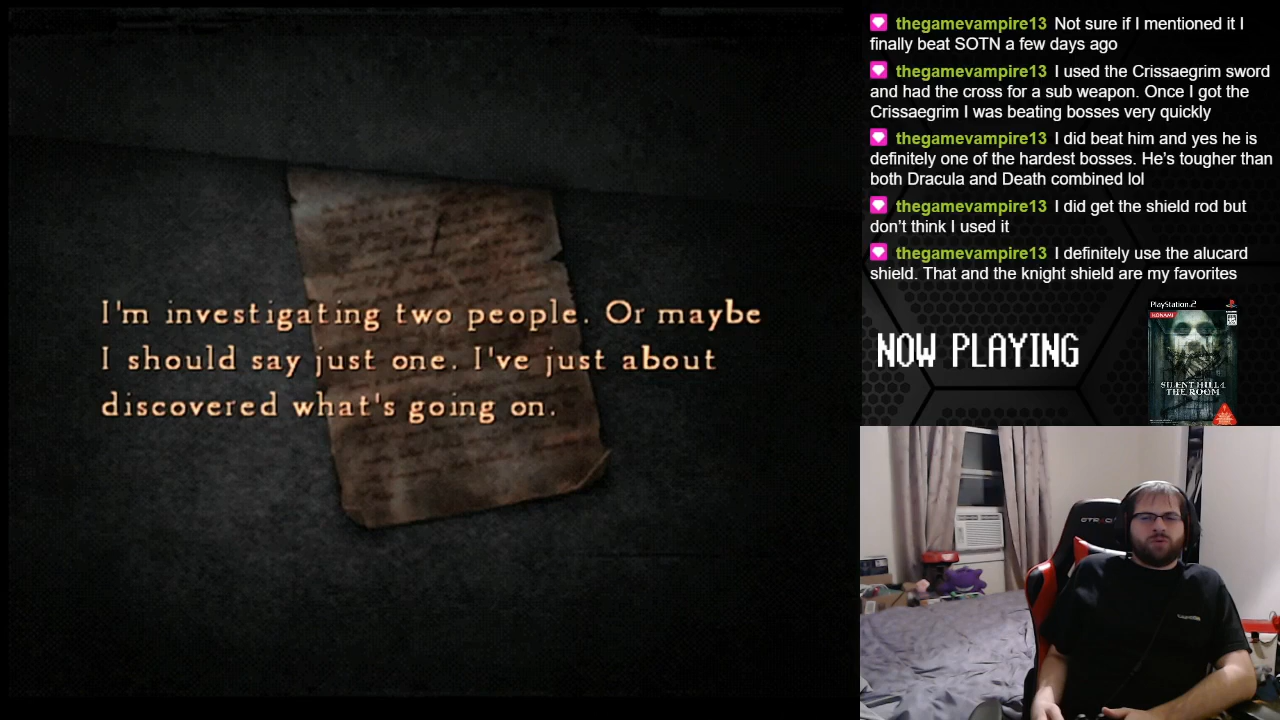 thegamevampire13 Not sure if I mentioned it I
finally beat SOTN a few days ago
thegamevampire13 I used the Crissaegrim sword
and had the cross for a sub weapon. Once I got the
Crissaegrim I was beating bosses very quickly
thegamevampire13 I did beat him and yes he is
definitely one of the hardest bosses. He's tougher than
both Dracula and Death combined lol
thegamevampire13 I did get the shield rod but
don't think I used it
thegamevampire13 I definitely use the alucard
shield. That and the knight shield are my favorites
I'm investigating two people. Or maybe
I should say just one. I've just about
discovered what's going on.
NOW PLAYING
PlayStation 2
KONAMI
SILENT HILL 4
THE ROOM